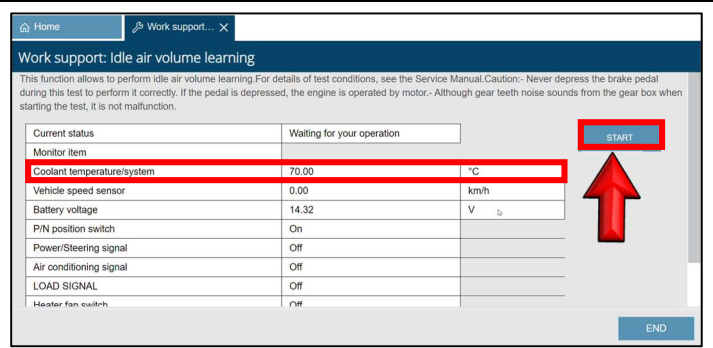 Home
Work support... X
Work support: Idle air volume learning
This function allows to perform idle air volume learning.For details of test conditions, see the Service Manual.Caution:- Never depress the brake pedal
during this test to perform it correctly. If the pedal is depressed, the engine is operated by motor.- Although gear teeth noise sounds from the gear box when
starting the test, it is not malfunction.
Current status Waiting for your operation
START
Monitor item
Coolant temperature/system 70.00 °C
Vehicle speed sensor 0.00 km/h
Battery voltage 14.32 V
P/N position switch On
Power/Steering signal Off
Air conditioning signal Off
LOAD SIGNAL Off
Heater fan switch Off
END